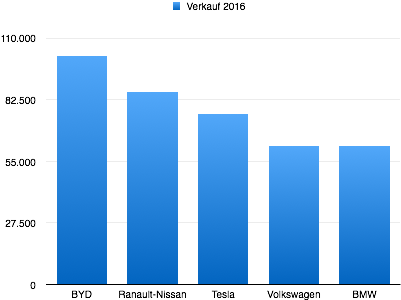 Verkauf 2016
110.000
82.500
55.000
27.500
0
BYD Ranault-Nissan Tesla Volkswagen BMW